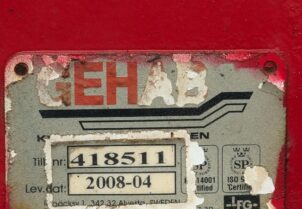 GEHAB
Tillv. nr: 418511
Lev.dat: 2008-04
342 32 Alvesta, SWEDEN
SP SP
14001 ISO 9
Certified Certifie